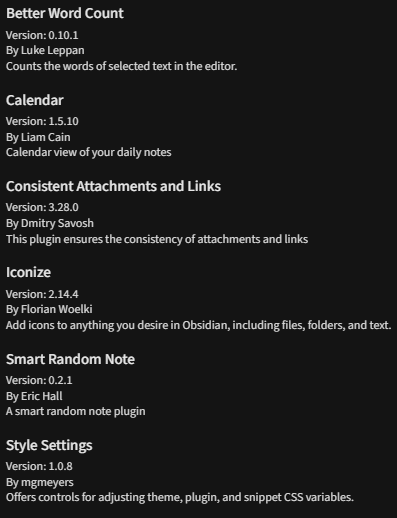 Better Word Count
Version: 0.10.1
By Luke Leppan
Counts the words of selected text in the editor.
Calendar
Version: 1.5.10
By Liam Cain
Calendar view of your daily notes
Consistent Attachments and Links
Version: 3.28.0
By Dmitry Savosh
This plugin ensures the consistency of attachments and links
Iconize
Version: 2.14.4
By Florian Woelki
Add icons to anything you desire in Obsidian, including files, folders, and text.
Smart Random Note
Version: 0.2.1
By Eric Hall
A smart random note plugin
Style Settings
Version: 1.0.8
By mgmeyers
Offers controls for adjusting theme, plugin, and snippet CSS variables.